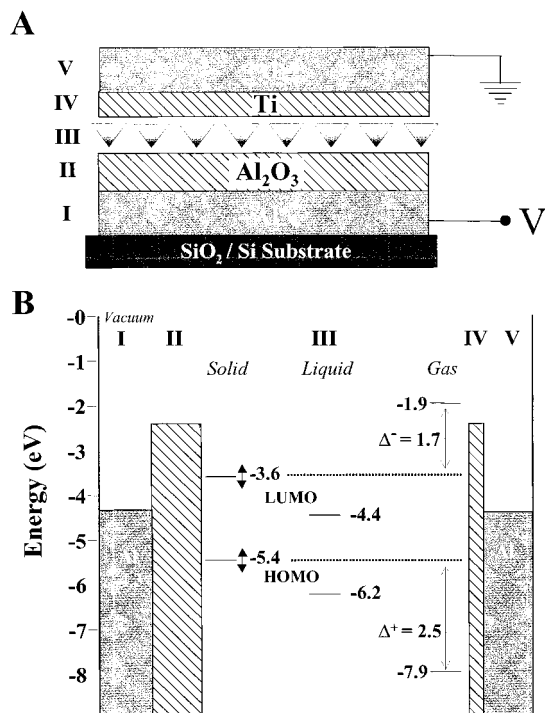 A
V
IV
Ti
III
II
Al₂O₃
I
V
SiO₂ / Si Substrate
B
-0
Vacuum
I
II
III
IV
V
-1
Solid
Liquid
Gas
-2
-1.9
Δ⁻ = 1.7
-3
-3.6
LUMO
-4
-4.4
Energy (eV)
-5
-5.4
HOMO
-6
-6.2
-7
Δ⁺ = 2.5
-8
-7.9